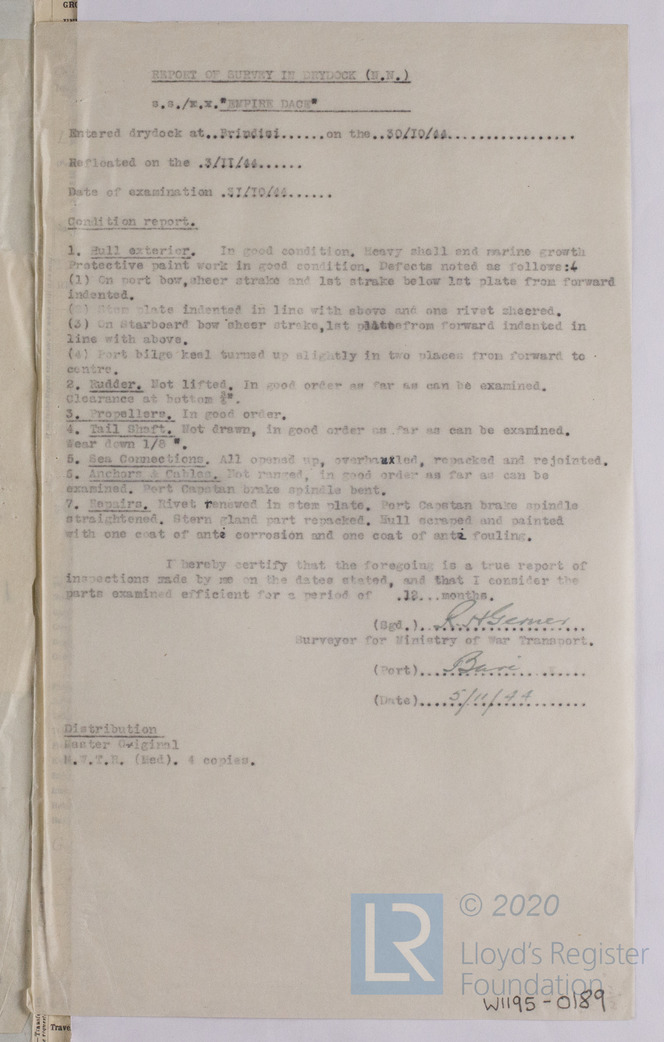 REPORT OF SURVEY IN DRYDOCK (N.N.)
s.s./m.v."EMPIRE DACE"
Entered drydock at..Brindisi......on the..30/10/44.................
Refloated on the .3/11/44......
Date of examination .31/10/44......
Condition report.
1. Hull exterior. In good condition. Heavy shell and marine growth
Protective paint work in good condition. Defects noted as follows:-
(1) On port bow,sheer strake and 1st strake below 1st plate from forward
indented.
(2) Stem plate indented in line with above and one rivet sheered.
(3) On Starboard bow sheer strake,1st plate from forward indented in
line with above.
(4) Port bilge keal turned up slightly in two places from forward to
centre.
2. Rudder. Not lifted. In good order as far as can be examined.
Clearance at bottom
3. Propellers. In good order.
4. Tail Shaft. Not drawn, in good order as far as can be examined.
Wear down 1/8 ".
5. Sea Connections. All opened up, overhauxled, repacked and rejointed.
6. Anchors & Cables. Not ranged, in good order as far as can be
examined. Port Capstan brake spindle bent.
7. Repairs. Rivet renewed in stem plate. Port Capstan brake spindle
straightened. Stern gland part repacked. Hull scraped and painted
with one coat of anti corrosion and one coat of anti fouling.
I hereby certify that the foregoing is a true report of
inspections made by me on the dates stated, and that I consider the
parts examined efficient for a period of .12...months.
(Sgd.)
Surveyor for Ministry of War Transport.
(Port) Bari
(Date) 5/11/44
Distribution
Master Original
M.W.T.R. (Med). 4 copies.
LR
© 2020
Lloyd's Register
Foundation
W1195-0189
Trave